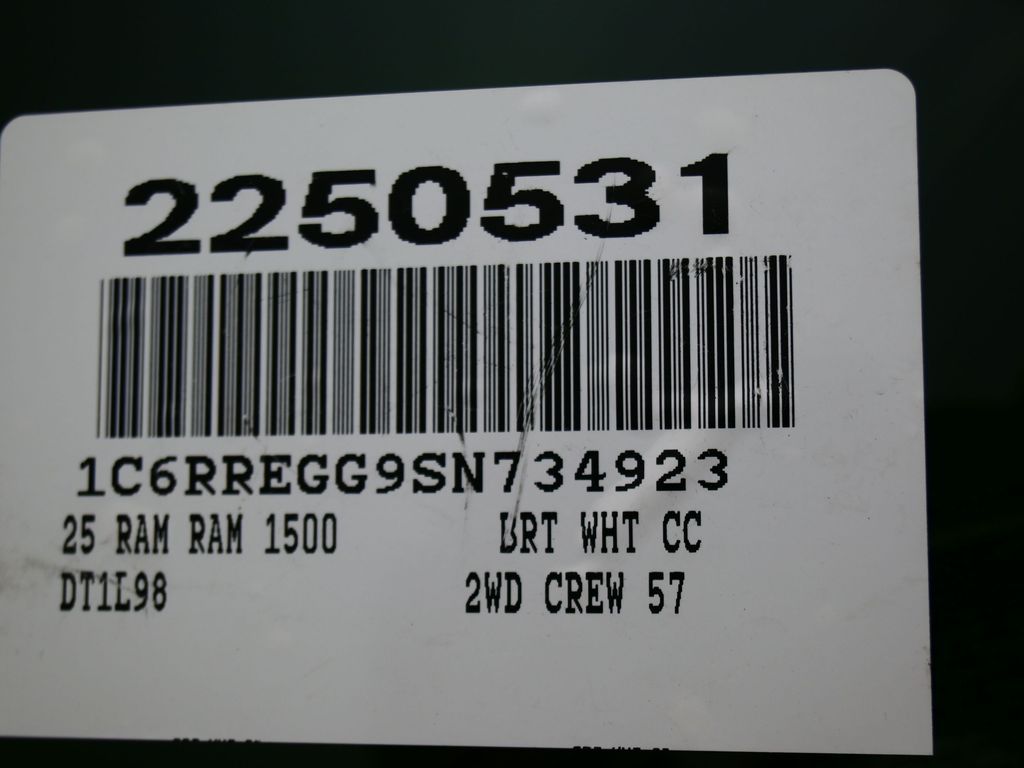 2250531
1C6RREGG9SN734923
25 RAM RAM 1500 BRT WHT CC
DT1L98 2WD CREW 57